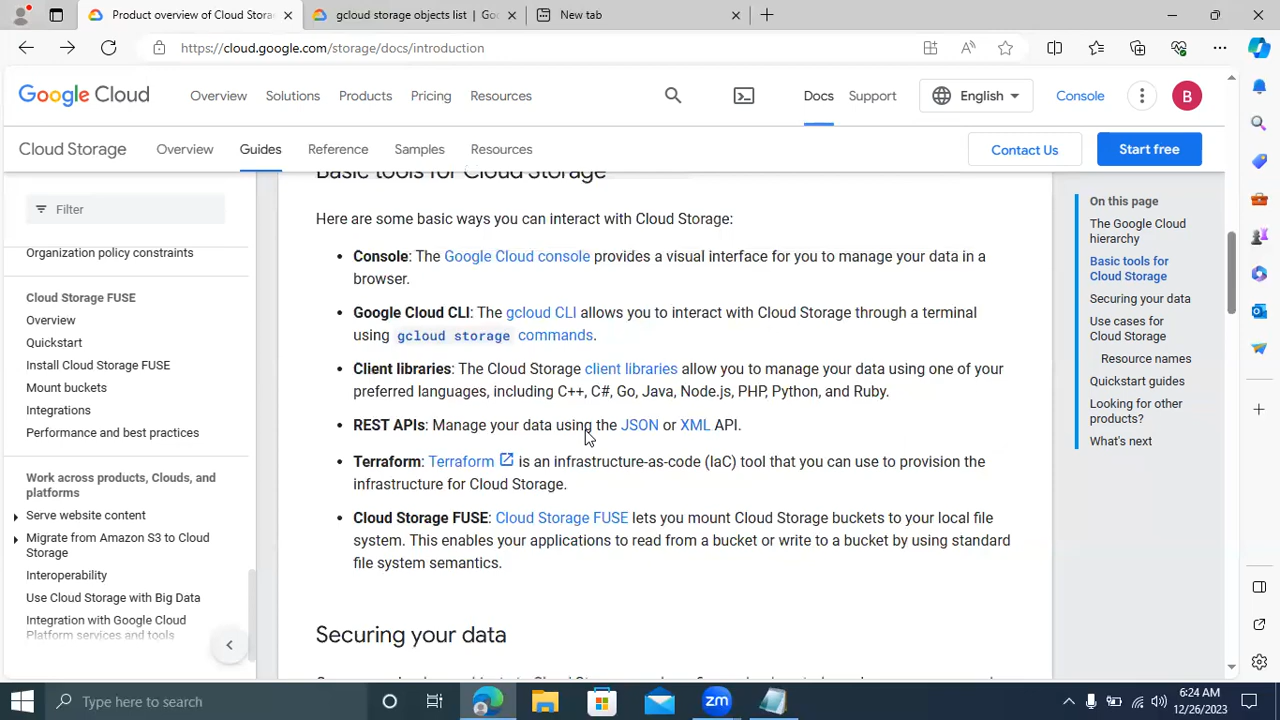 Product overview of Cloud Stora
gcloud storage objects list | Goo
New tab
https://cloud.google.com/storage/docs/introduction
Google Cloud
Overview
Solutions
Products
Pricing
Resources
Docs
Support
English
Console
B
Cloud Storage
Overview
Guides
Reference
Samples
Resources
Contact Us
Start free
Filter
Organization policy constraints
Cloud Storage FUSE
Overview
Quickstart
Install Cloud Storage FUSE
Mount buckets
Integrations
Performance and best practices
Work across products, Clouds, and
platforms
Serve website content
Migrate from Amazon S3 to Cloud
Storage
Interoperability
Use Cloud Storage with Big Data
Integration with Google Cloud
Platform services and tools
Basic tools for Cloud Storage
Here are some basic ways you can interact with Cloud Storage:
• Console: The Google Cloud console provides a visual interface for you to manage your data in a
browser.
• Google Cloud CLI: The gcloud CLI allows you to interact with Cloud Storage through a terminal
using gcloud storage commands.
• Client libraries: The Cloud Storage client libraries allow you to manage your data using one of your
preferred languages, including C++, C#, Go, Java, Node.js, PHP, Python, and Ruby.
• REST APIs: Manage your data using the JSON or XML API.
• Terraform: Terraform is an infrastructure-as-code (IaC) tool that you can use to provision the
infrastructure for Cloud Storage.
• Cloud Storage FUSE: Cloud Storage FUSE lets you mount Cloud Storage buckets to your local file
system. This enables your applications to read from a bucket or write to a bucket by using standard
file system semantics.
Securing your data
On this page
The Google Cloud
hierarchy
Basic tools for
Cloud Storage
Securing your data
Use cases for
Cloud Storage
Resource names
Quickstart guides
Looking for other
products?
What's next
Type here to search
zm
6:24 AM
12/26/2023